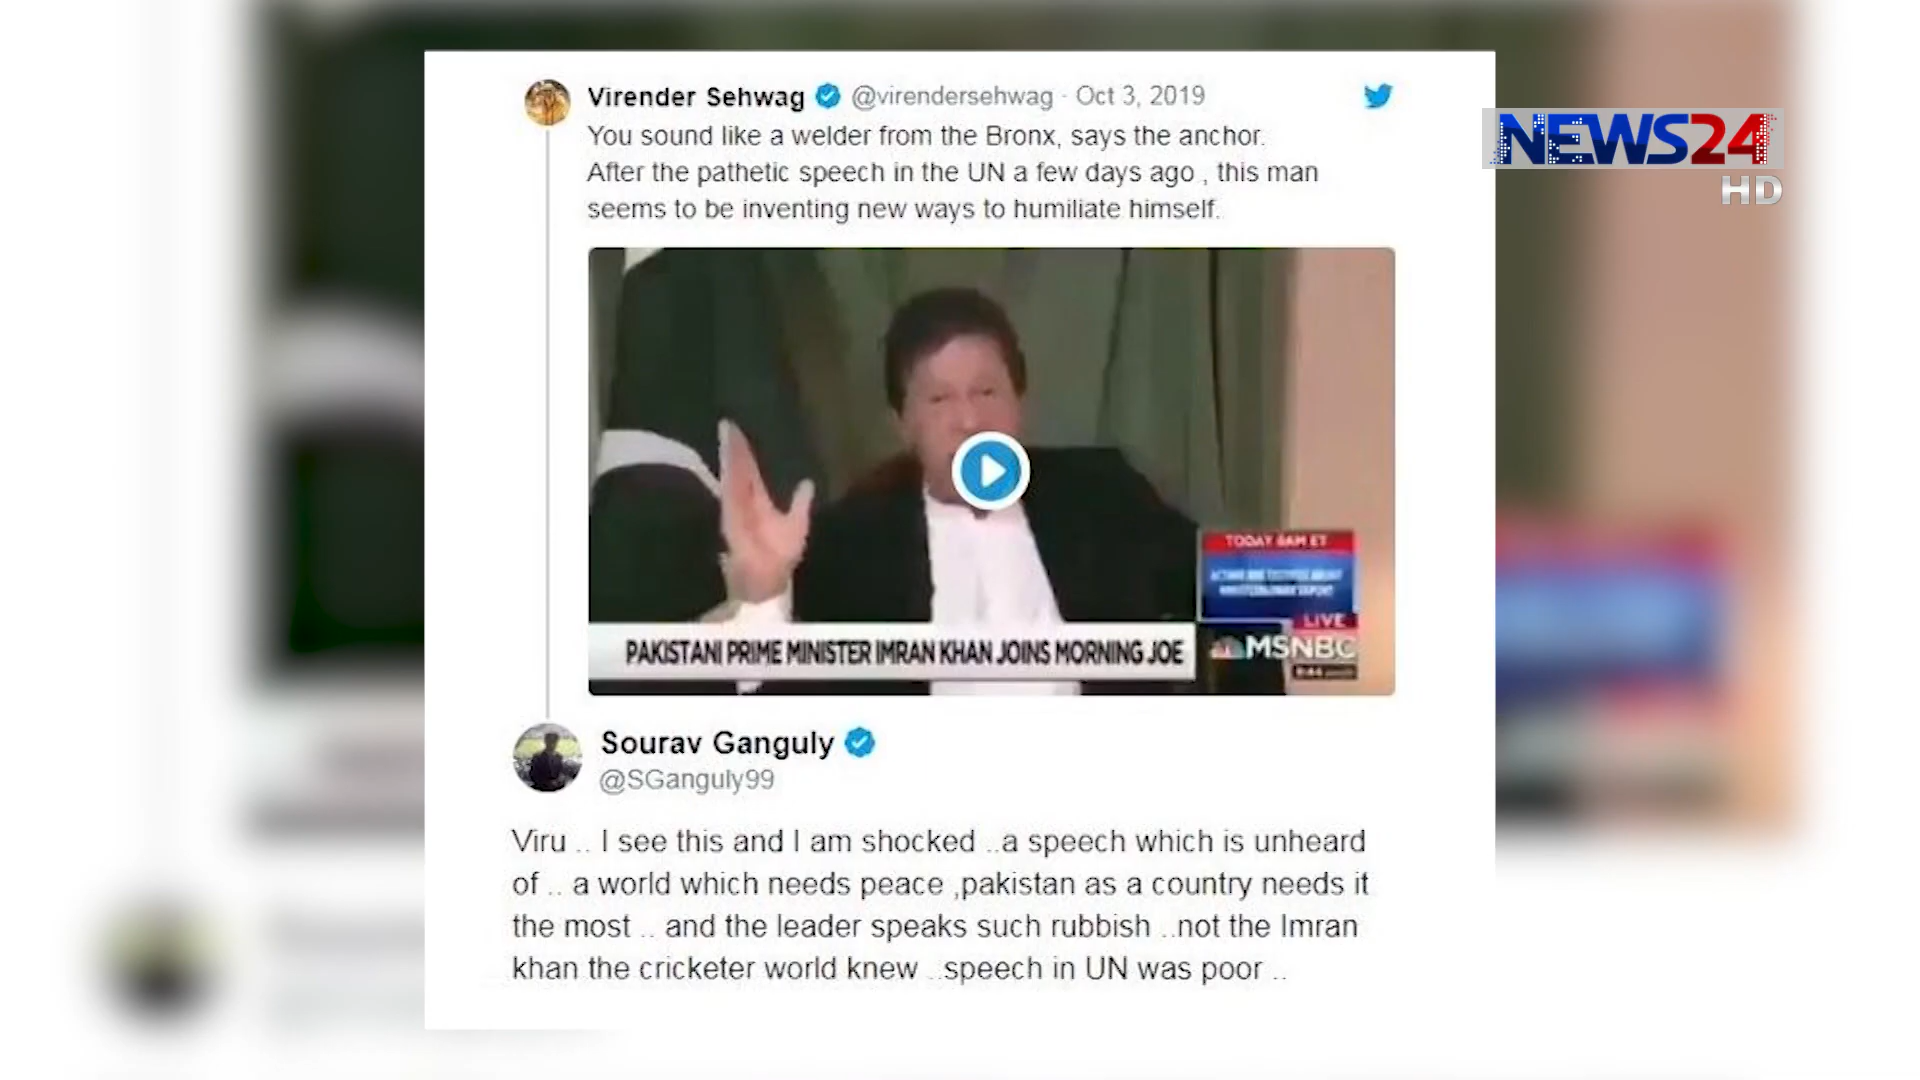 Virender Sehwag @virendersehwag · Oct 3, 2019
You sound like a welder from the Bronx, says the anchor.
After the pathetic speech in the UN a few days ago , this man
seems to be inventing new ways to humiliate himself.
NEWS24
HD
TODAY 8AM ET
LIVE
PAKISTANI PRIME MINISTER IMRAN KHAN JOINS MORNING JOE
MSNBC
Sourav Ganguly
@SGanguly99
Viru .. I see this and I am shocked ..a speech which is unheard
of .. a world which needs peace ,pakistan as a country needs it
the most .. and the leader speaks such rubbish ..not the Imran
khan the cricketer world knew ..speech in UN was poor ..